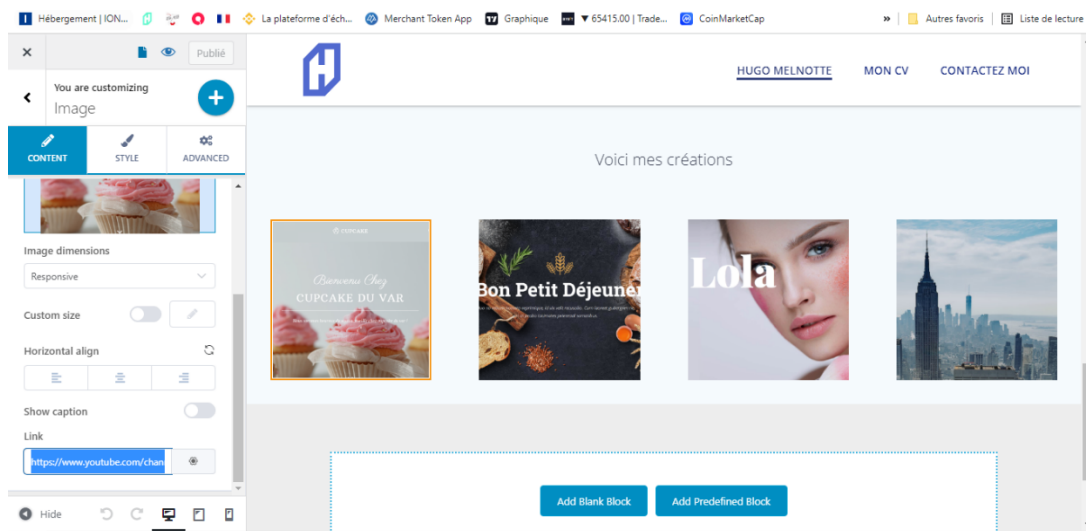 Hébergement | ION...
La plateforme d'éch...
Merchant Token App
Graphique
▼ 65415.00 | Trade...
CoinMarketCap
»
Autres favoris
Liste de lecture
Publié
You are customizing
Image
CONTENT
STYLE
ADVANCED
Image dimensions
Responsive
Custom size
Horizontal align
Show caption
Link
https://www.youtube.com/chan
Hide
HUGO MELNOTTE
MON CV
CONTACTEZ MOI
Voici mes créations
CUPCAKE
Bienvenu Chez
CUPCAKE DU VAR
Bon Petit Déjeuner
Lola
Add Blank Block
Add Predefined Block